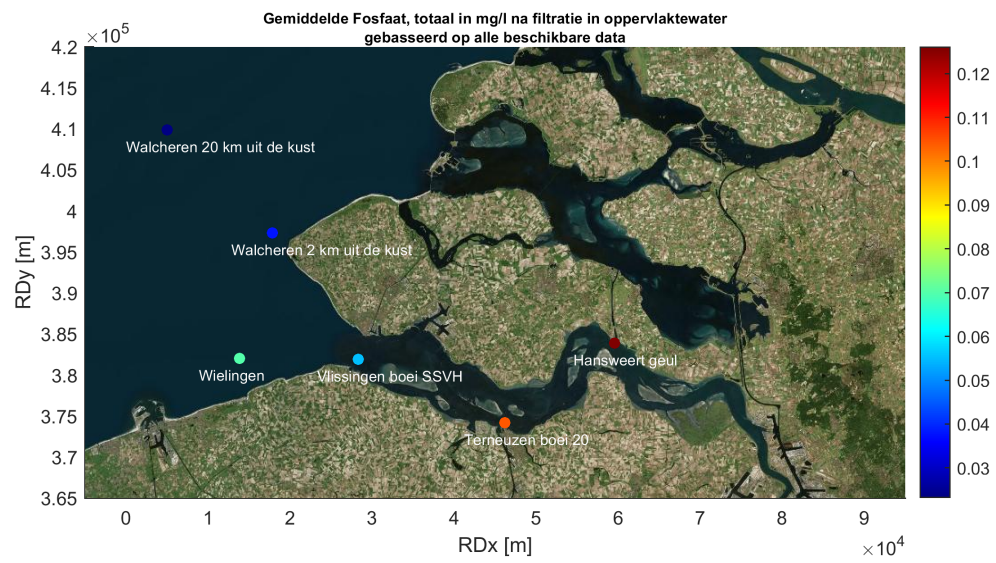 Gemiddelde Fosfaat, totaal in mg/l na filtratie in oppervlaktewater
gebasseerd op alle beschikbare data
×10⁵
4.2
4.15
4.1
4.05
4
3.95
3.9
3.85
3.8
3.75
3.7
3.65
RDy [m]
Walcheren 20 km uit de kust
Walcheren 2 km uit de kust
Wielingen
Vlissingen boei SSVH
Hansweert geul
Terneuzen boei 20
0 1 2 3 4 5 6 7 8 9
RDx [m]
×10⁴
0.12
0.11
0.1
0.09
0.08
0.07
0.06
0.05
0.04
0.03